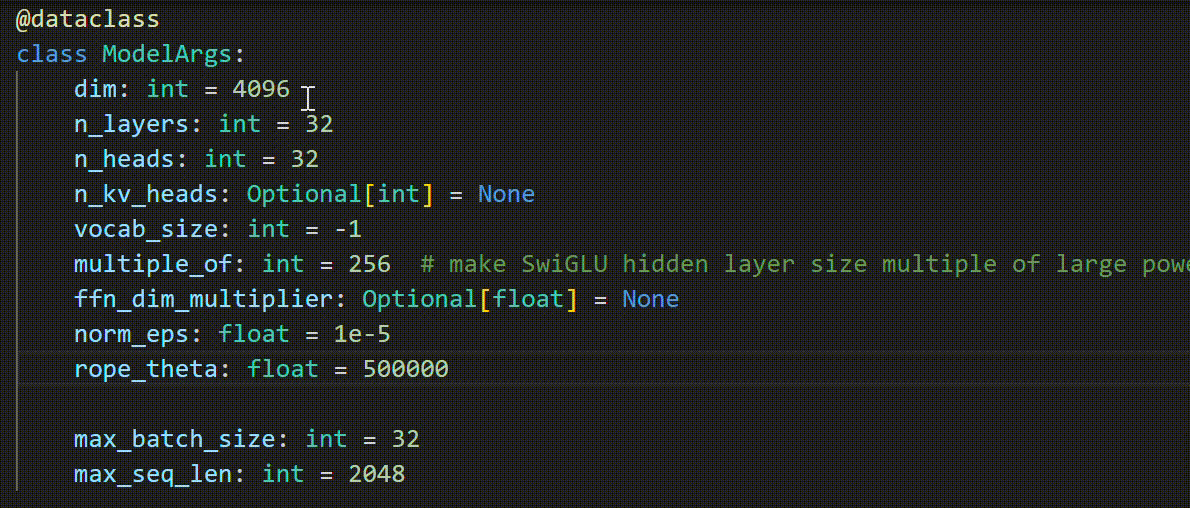 @dataclass
class ModelArgs:
    dim: int = 4096
    n_layers: int = 32
    n_heads: int = 32
    n_kv_heads: Optional[int] = None
    vocab_size: int = -1
    multiple_of: int = 256  # make SwiGLU hidden layer size multiple of large
    ffn_dim_multiplier: Optional[float] = None
    norm_eps: float = 1e-5
    rope_theta: float = 500000
    max_batch_size: int = 32
    max_seq_len: int = 2048